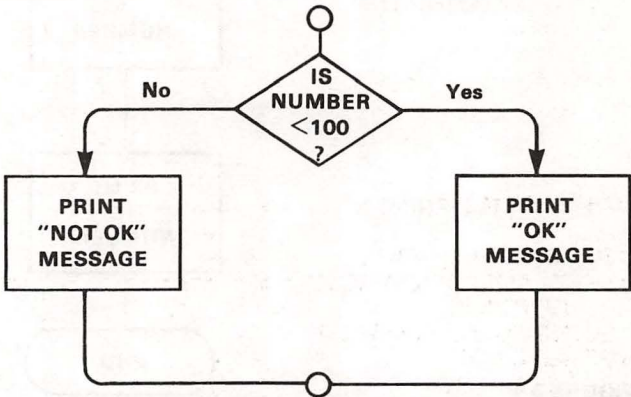 IS
NUMBER
<100
?
No
Yes
PRINT
"NOT OK"
MESSAGE
PRINT
"OK"
MESSAGE